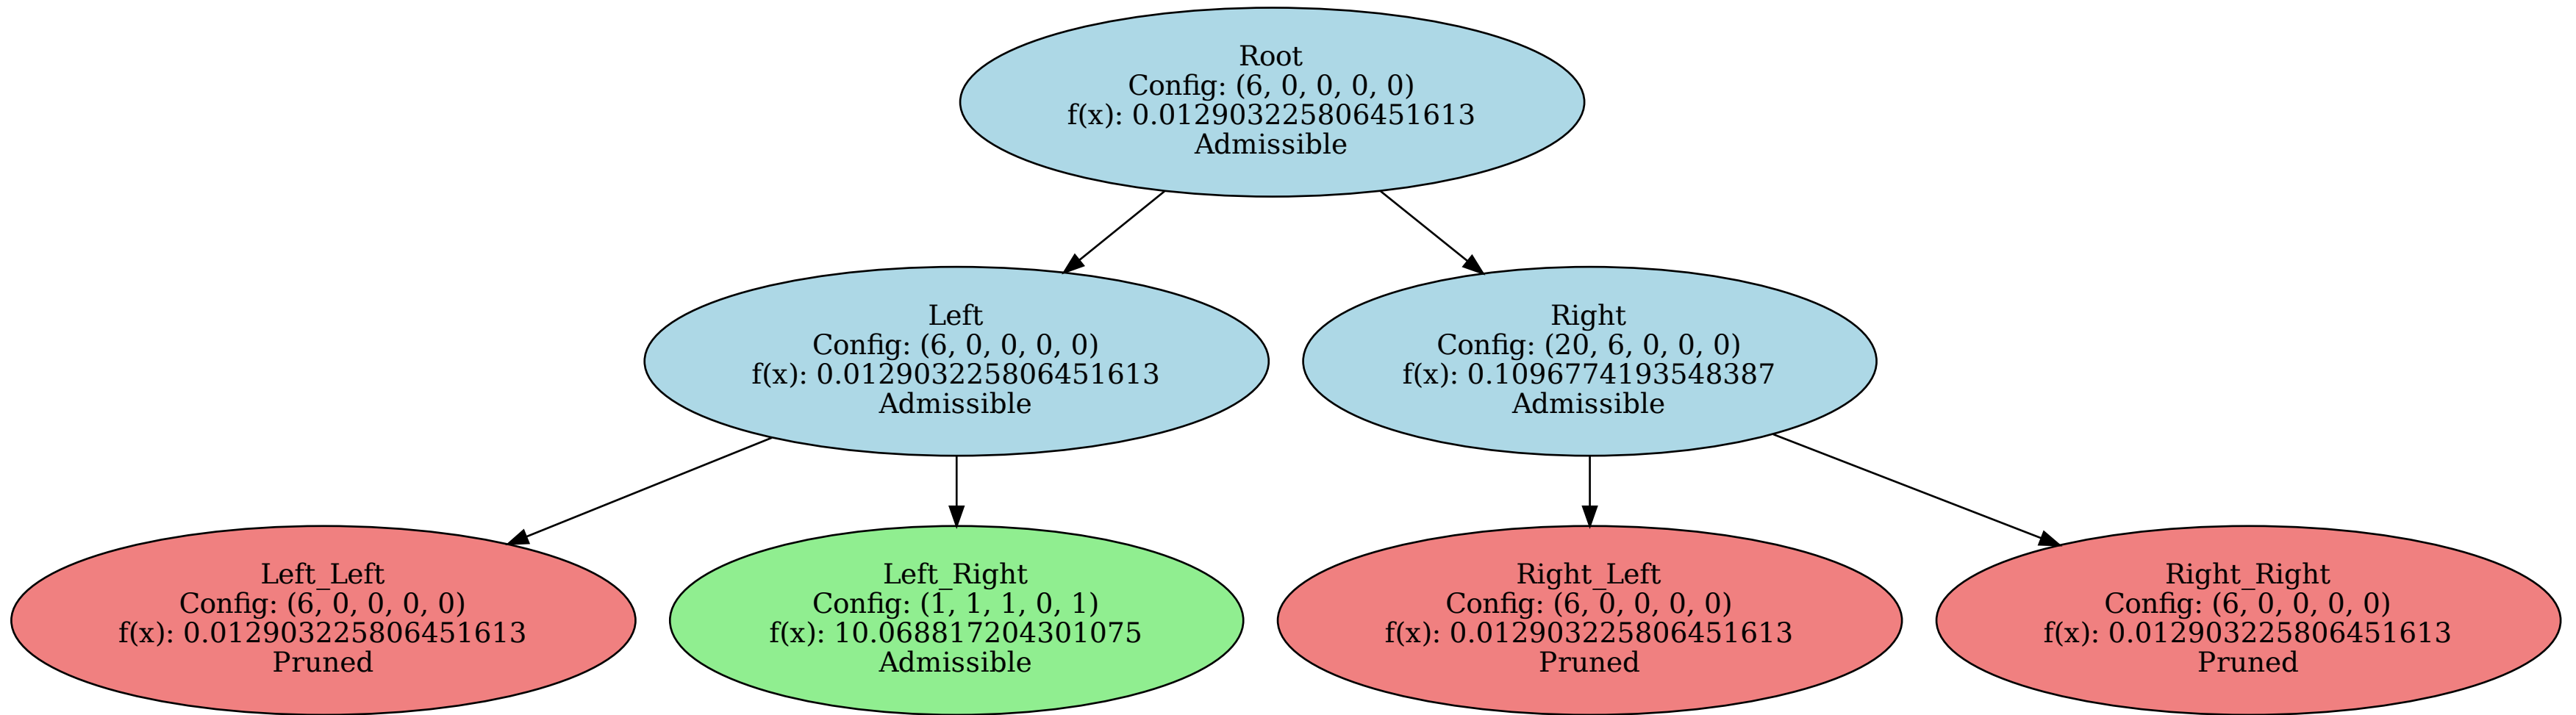 Root
Config: (6, 0, 0, 0, 0)
f(x): 0.012903225806451613
Admissible
Left
Config: (6, 0, 0, 0, 0)
f(x): 0.012903225806451613
Admissible
Right
Config: (20, 6, 0, 0, 0)
f(x): 0.1096774193548387
Admissible
Left_Left
Config: (6, 0, 0, 0, 0)
f(x): 0.012903225806451613
Pruned
Left_Right
Config: (1, 1, 1, 0, 1)
f(x): 10.068817204301075
Admissible
Right_Left
Config: (6, 0, 0, 0, 0)
f(x): 0.012903225806451613
Pruned
Right_Right
Config: (6, 0, 0, 0, 0)
f(x): 0.012903225806451613
Pruned